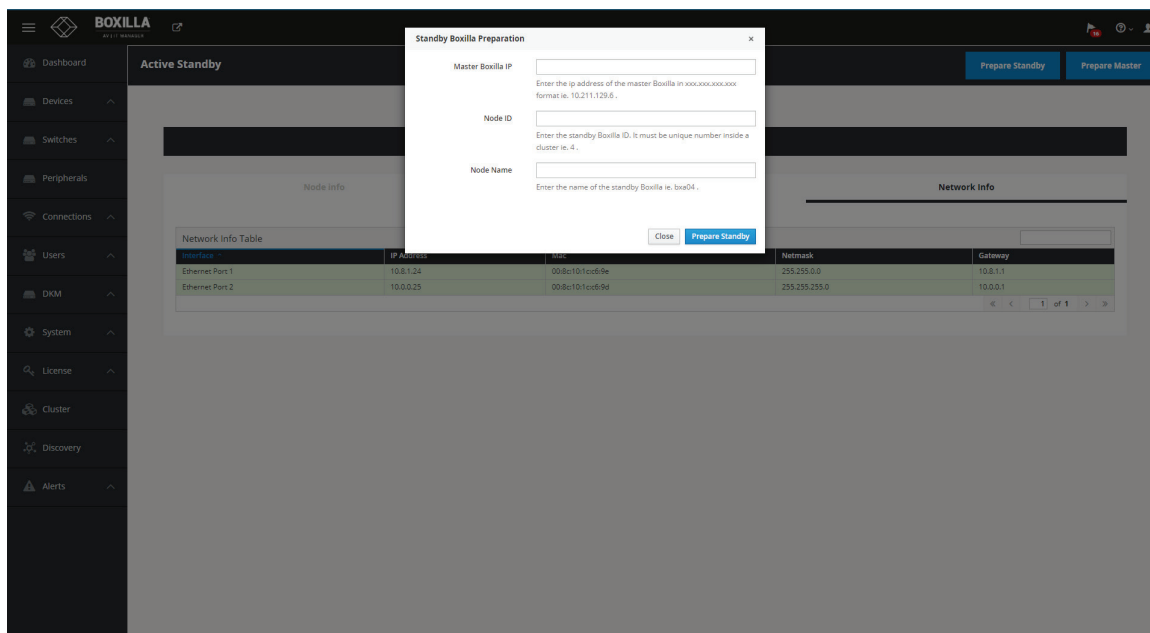 BOXILLA
AV | IT MANAGER
16
Dashboard
Devices
Switches
Peripherals
Connections
Users
DKM
System
License
Cluster
Discovery
Alerts
Active Standby
Prepare Standby
Prepare Master
Standby Boxilla Preparation
×
Master Boxilla IP
Enter the ip address of the master Boxilla in xxx.xxx.xxx.xxx
format ie. 10.211.129.6 .
Node ID
Enter the standby Boxilla ID. It must be unique number inside a
cluster ie. 4 .
Node Name
Enter the name of the standby Boxilla ie. bxa04 .
Close
Prepare Standby
Node Info
Network Info
Network Info Table
Interface IP Address Mac Netmask Gateway
Ethernet Port 1 10.8.1.24 00:8c:10:1c:c6:9e 255.255.0.0 10.8.1.1
Ethernet Port 2 10.0.0.25 00:8c:10:1c:c6:9d 255.255.255.0 10.0.0.1
« < 1 of 1 > »